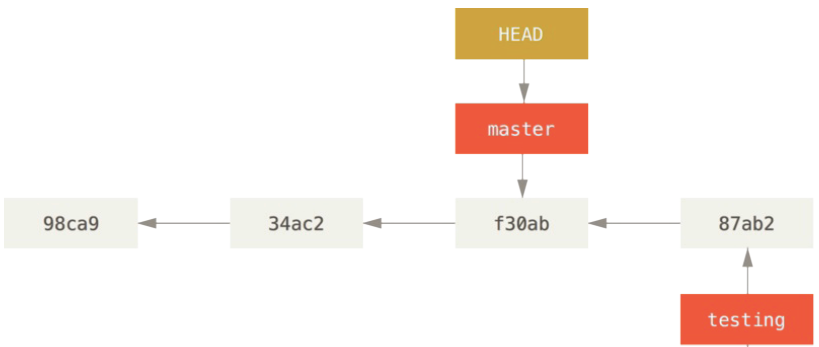 HEAD
master
98ca9
34ac2
f30ab
87ab2
testing